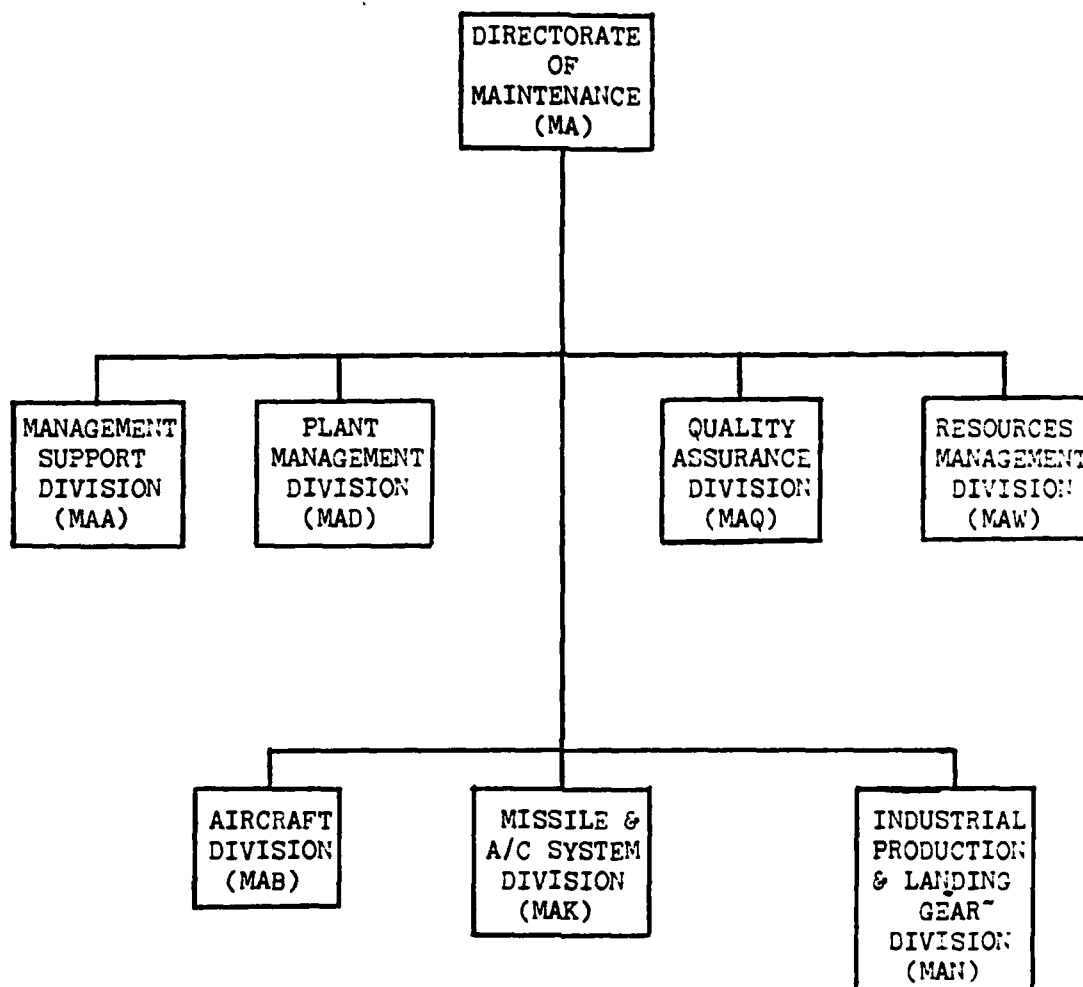 DIRECTORATE
OF
MAINTENANCE
(MA)
MANAGEMENT
SUPPORT
DIVISION
(MAA)
PLANT
MANAGEMENT
DIVISION
(MAD)
QUALITY
ASSURANCE
DIVISION
(MAQ)
RESOURCES
MANAGEMENT
DIVISION
(MAW)
AIRCRAFT
DIVISION
(MAB)
MISSILE &
A/C SYSTEM
DIVISION
(MAK)
INDUSTRIAL
PRODUCTION
& LANDING
GEAR
DIVISION
(MAN)